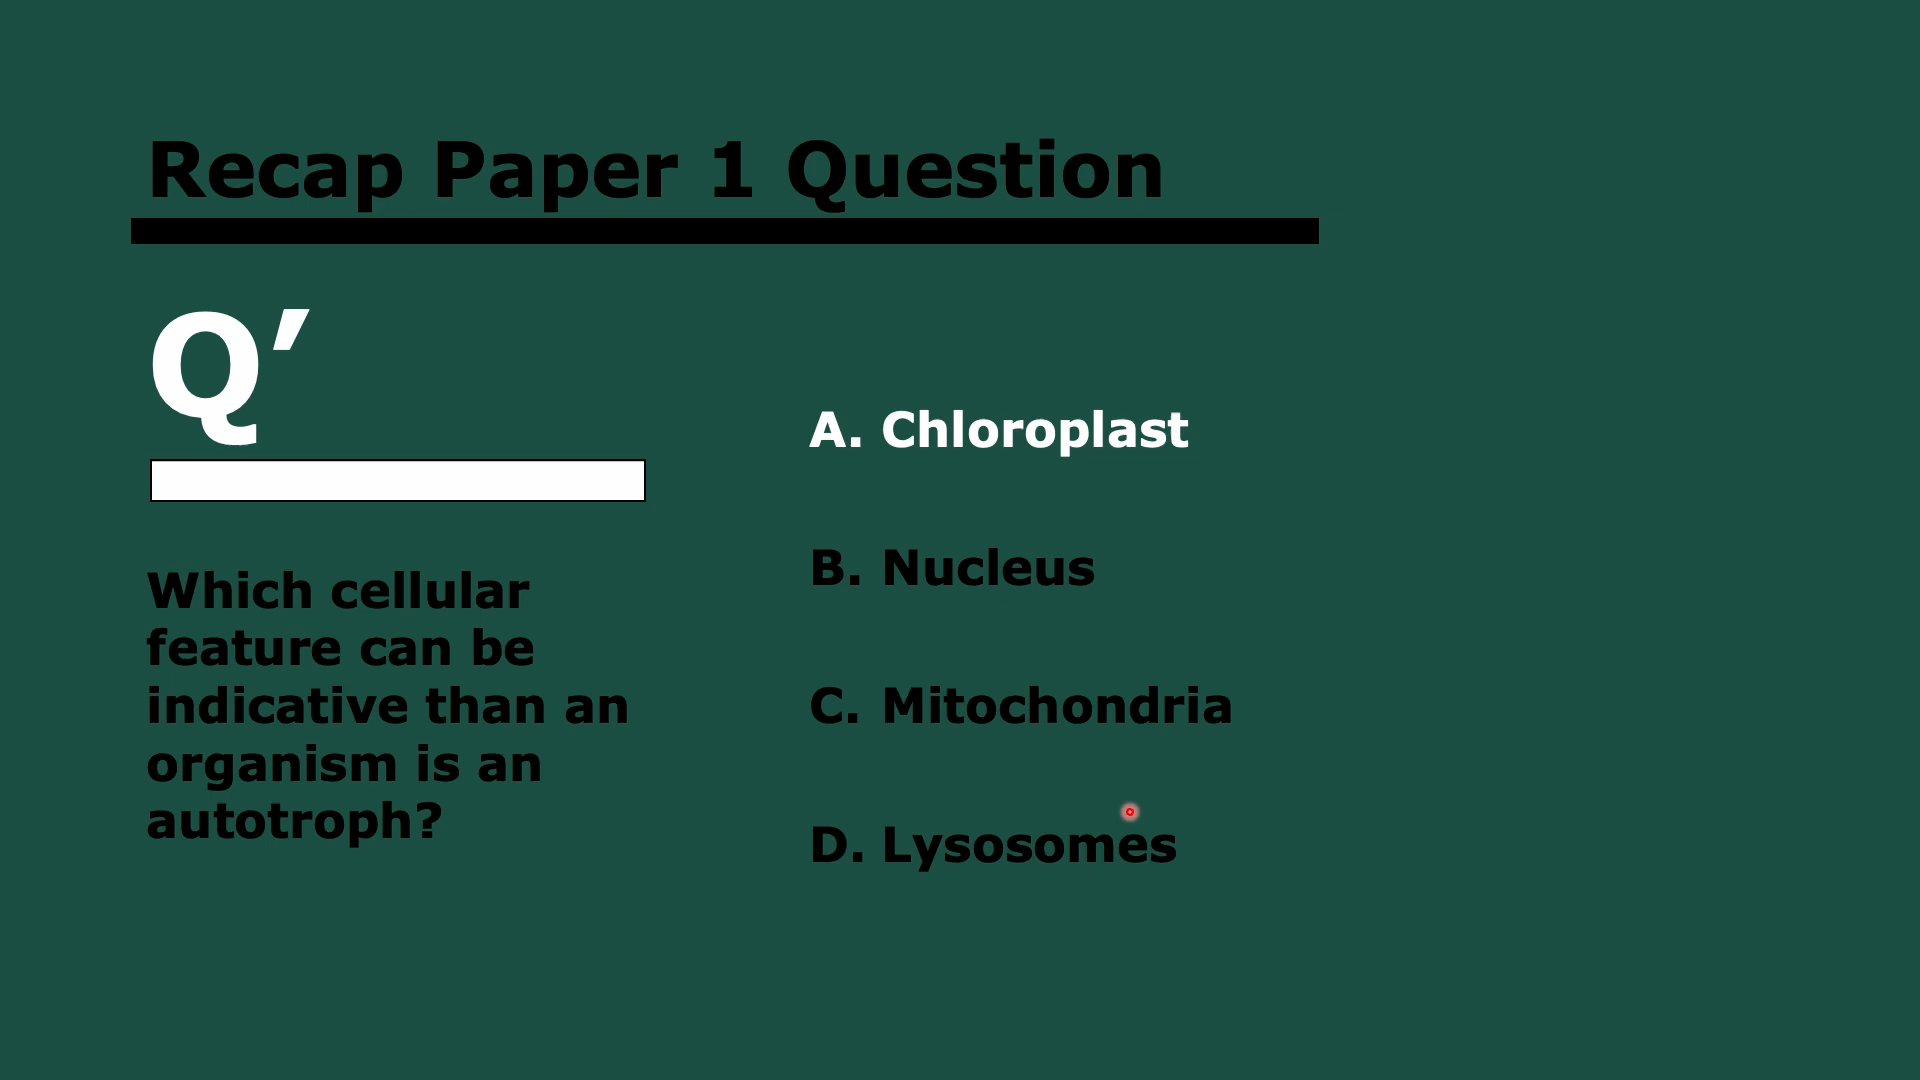 Recap Paper 1 Question
Q’
Which cellular
feature can be
indicative than an
organism is an
autotroph?
A. Chloroplast
B. Nucleus
C. Mitochondria
D. Lysosomes